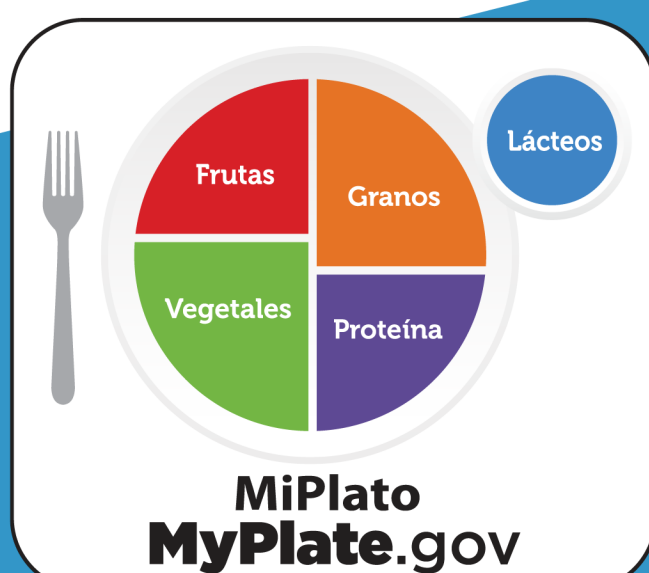 Frutas
Granos
Lácteos
Vegetales
Proteína
MiPlato
MyPlate.gov